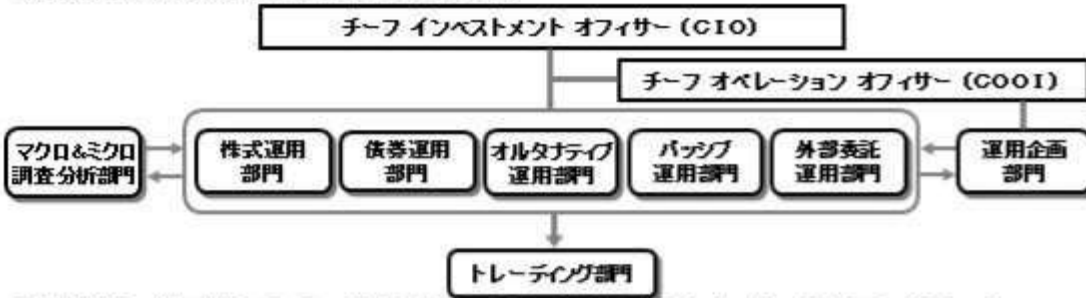 チーフ インベストメント オフィサー (CIO)
チーフ オペレーション オフィサー (COOI)
マクロ&ミクロ
調査分析部門
株式運用
部門
債券運用
部門
オルタナティブ
運用部門
パッシブ
運用部門
外部委託
運用部門
運用企画
部門
トレーディング部門